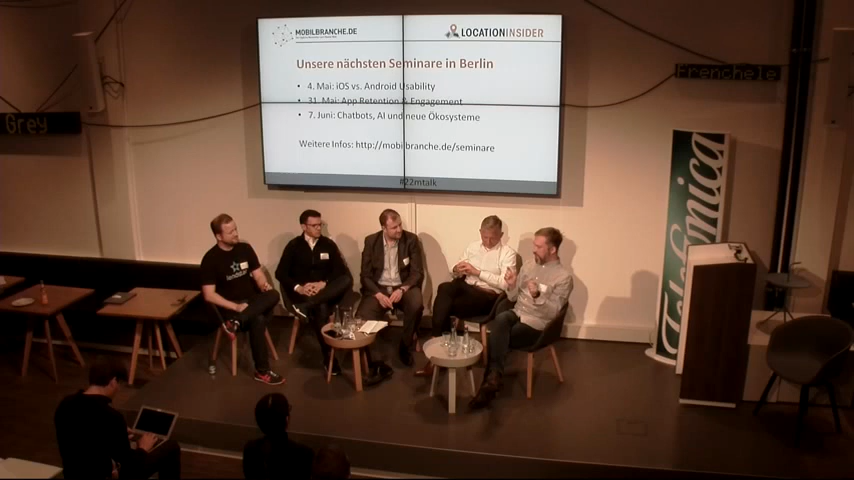 MOBILBRANCHE.DE
LOCATIONINSIDER
Unsere nächsten Seminare in Berlin
• 4. Mai: iOS vs. Android Usability
• 31. Mai: App Retention & Engagement
• 7. Juni: Chatbots, AI und neue Ökosysteme
Weitere Infos: http://mobilbranche.de/seminare
#22mtalk
Grey
Frenchele
Telefónica